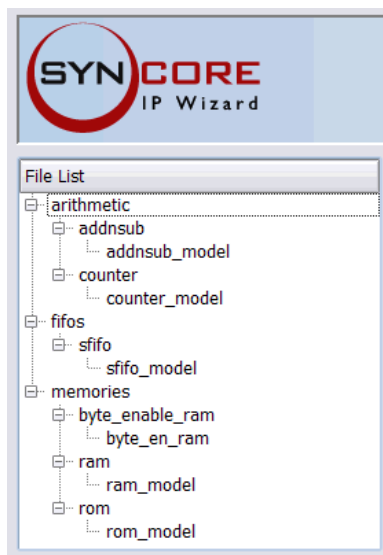 SYNCORE
IP Wizard
File List
arithmetic
addnsub
addnsub_model
counter
counter_model
fifos
sfifo
sfifo_model
memories
byte_enable_ram
byte_en_ram
ram
ram_model
rom
rom_model